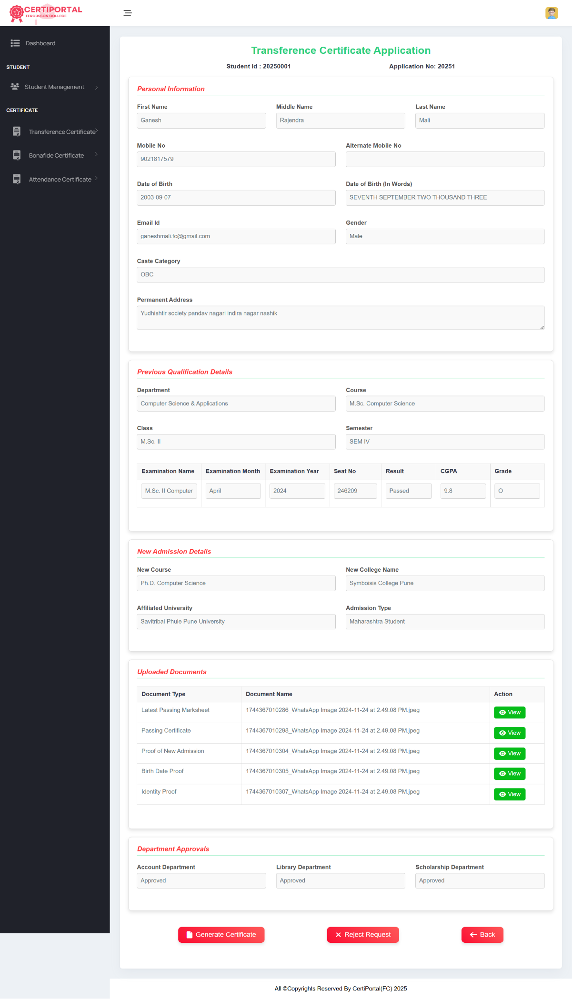 CERTIPORTAL
FERGUSSON COLLEGE
Dashboard
STUDENT
Student Management
CERTIFICATE
Transference Certificate
Bonafide Certificate
Attendance Certificate
Transference Certificate Application
Student Id : 20250001 Application No: 20251
Personal Information
First Name Middle Name Last Name
Ganesh Rajendra Mali
Mobile No Alternate Mobile No
9021817579
Date of Birth Date of Birth (In Words)
2003-09-07 SEVENTH SEPTEMBER TWO THOUSAND THREE
Email Id Gender
ganeshmali.fc@gmail.com Male
Caste Category
OBC
Permanent Address
Yudhishtir society pandav nagari indira nagar nashik
Previous Qualification Details
Department Course
Computer Science & Applications M.Sc. Computer Science
Class Semester
M.Sc. II SEM IV
Examination Name Examination Month Examination Year Seat No Result CGPA Grade
M.Sc. II Computer April 2024 246209 Passed 9.8 O
New Admission Details
New Course New College Name
Ph.D. Computer Science Symboisis College Pune
Affiliated University Admission Type
Savitribai Phule Pune University Maharashtra Student
Uploaded Documents
Document Type Document Name Action
Latest Passing Marksheet 1744367010286_WhatsApp Image 2024-11-24 at 2.49.08 PM.jpeg View
Passing Certificate 1744367010298_WhatsApp Image 2024-11-24 at 2.49.08 PM.jpeg View
Proof of New Admission 1744367010304_WhatsApp Image 2024-11-24 at 2.49.08 PM.jpeg View
Birth Date Proof 1744367010305_WhatsApp Image 2024-11-24 at 2.49.08 PM.jpeg View
Identity Proof 1744367010307_WhatsApp Image 2024-11-24 at 2.49.08 PM.jpeg View
Department Approvals
Account Department Library Department Scholarship Department
Approved Approved Approved
Generate Certificate Reject Request Back
All ©Copyrights Reserved By CertiPortal(FC) 2025